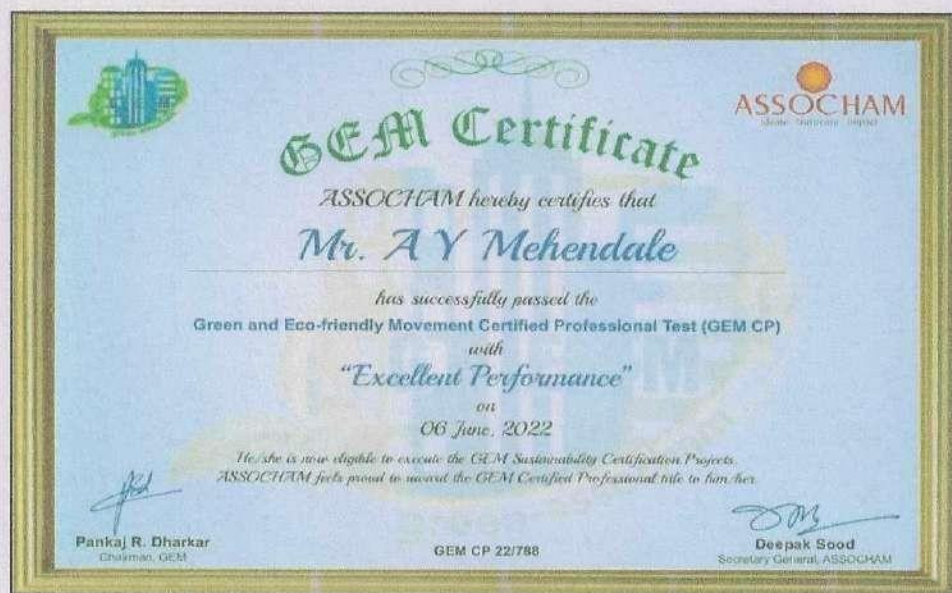 ASSOCHAM
GEM Certificate
ASSOCHAM hereby certifies that
Mr. A Y Mehendale
has successfully passed the
Green and Eco-friendly Movement Certified Professional Test (GEM CP)
with
"Excellent Performance"
on
06 June, 2022
He/she is now eligible to execute the GEM Sustainability Certification Projects.
ASSOCHAM feels proud to award the GEM Certified Professional title to him/her.
Pankaj R. Dharkar
Chairman, GEM
GEM CP 22/788
Deepak Sood
Secretary General, ASSOCHAM